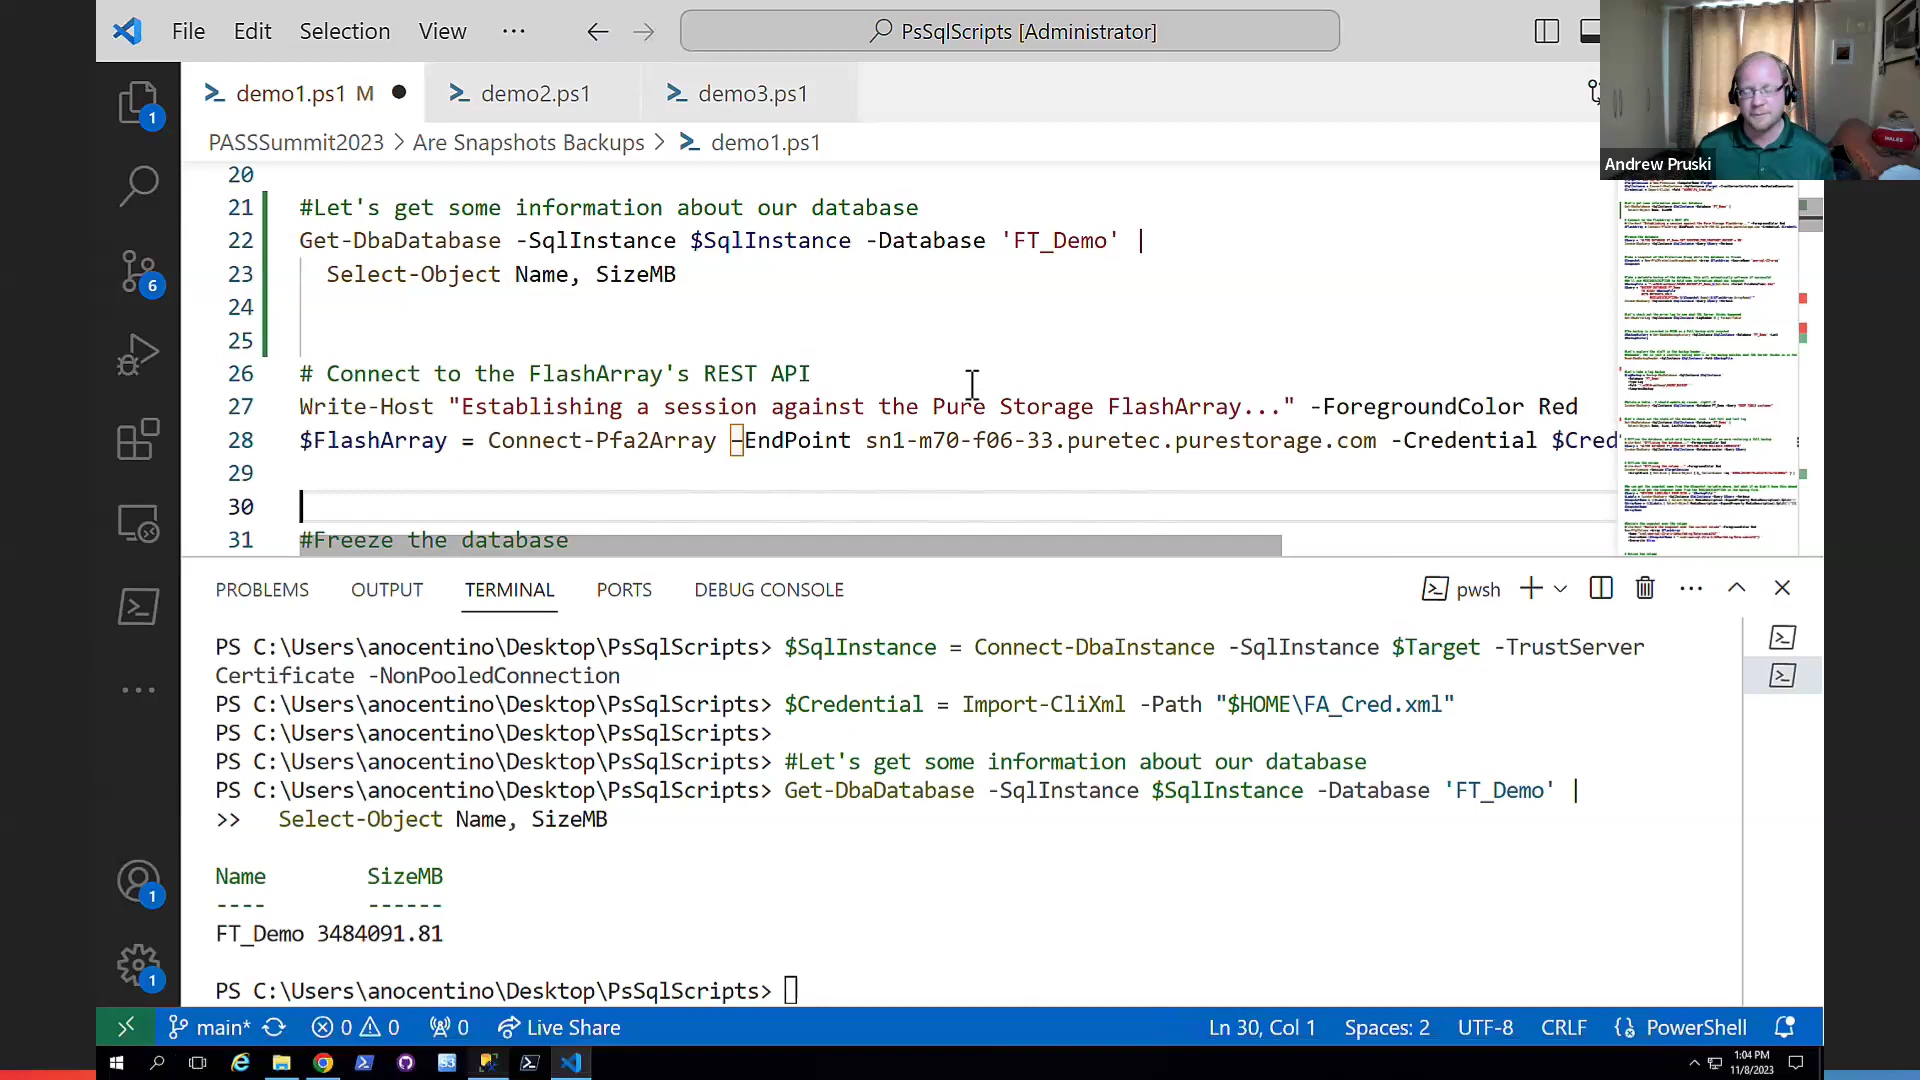 File Edit Selection View ··· PsSqlScripts [Administrator]
demo1.ps1 M demo2.ps1 demo3.ps1
PASSSummit2023 > Are Snapshots Backups > demo1.ps1
Andrew Pruski
20
21 #Let's get some information about our database
22 Get-DbaDatabase -SqlInstance $SqlInstance -Database 'FT_Demo' |
23 Select-Object Name, SizeMB
24
25
26 # Connect to the FlashArray's REST API
27 Write-Host "Establishing a session against the Pure Storage FlashArray..." -ForegroundColor Red
28 $FlashArray = Connect-Pfa2Array -EndPoint sn1-m70-f06-33.puretec.purestorage.com -Credential $Cred
29
30
31 #Freeze the database
1
6
1
1
PROBLEMS OUTPUT TERMINAL PORTS DEBUG CONSOLE pwsh
PS C:\Users\anocentino\Desktop\PsSqlScripts> $SqlInstance = Connect-DbaInstance -SqlInstance $Target -TrustServer
Certificate -NonPooledConnection
PS C:\Users\anocentino\Desktop\PsSqlScripts> $Credential = Import-CliXml -Path "$HOME\FA_Cred.xml"
PS C:\Users\anocentino\Desktop\PsSqlScripts>
PS C:\Users\anocentino\Desktop\PsSqlScripts> #Let's get some information about our database
PS C:\Users\anocentino\Desktop\PsSqlScripts> Get-DbaDatabase -SqlInstance $SqlInstance -Database 'FT_Demo' |
>> Select-Object Name, SizeMB
Name SizeMB
---- ------
FT_Demo 3484091.81
PS C:\Users\anocentino\Desktop\PsSqlScripts>
main* 0 0 0 Live Share Ln 30, Col 1 Spaces: 2 UTF-8 CRLF PowerShell
1:04 PM
11/8/2023